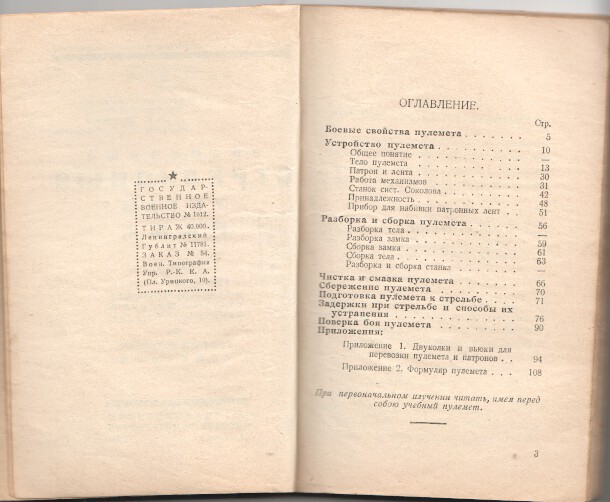 ГОСУДАР-
СТВЕННОЕ
ВОЕННОЕ ИЗДА-
ТЕЛЬСТВО № 1012.
ТИРАЖ 40.000.
Ленинградский
Гублит № 11781.
ЗАКАЗ № 54.
Воен. Типография
Упр. Р.-К. К. А.
(Пл. Урицкого, 10).
ОГЛАВЛЕНИЕ.
Стр.
Боевые свойства пулемета . . . . . . . 5
Устройство пулемета . . . . . . . . . 10
Общее понятие . . . . . . . . . —
Тело пулемета . . . . . . . . . 13
Патрон и лента . . . . . . . . . 30
Работа механизмов . . . . . . . . 31
Станок сист. Соколова . . . . . . . 42
Принадлежность . . . . . . . . . 48
Прибор для набивки патронных лент . . 51
Разборка и сборка пулемета . . . . . . 56
Разборка тела . . . . . . . . . —
Разборка замка . . . . . . . . . 59
Сборка замка . . . . . . . . . 61
Сборка тела . . . . . . . . . . 63
Разборка и сборка станка . . . . . . —
Чистка и смазка пулемета . . . . . . . 66
Сбережение пулемета . . . . . . . . 70
Подготовка пулемета к стрельбе . . . . 71
Задержки при стрельбе и способы их
устранения . . . . . . . . . . 76
Поверка боя пулемета . . . . . . . . 90
Приложения:
Приложение 1. Двуколки и вьюки для
перевозки пулемета и патронов . . 94
Приложение 2. Формуляр пулемета . . . 108
При первоначальном изучении читать, имея перед
собою учебный пулемет.
3